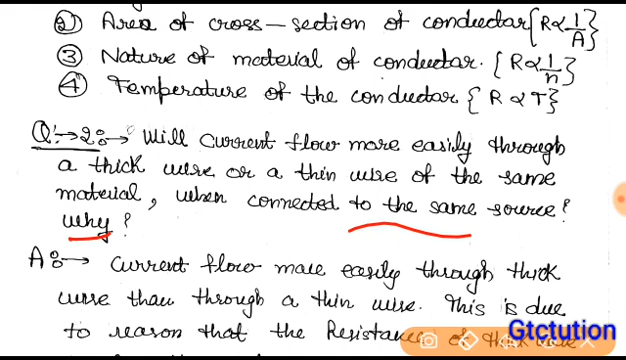 ② Area of cross-section of conductar {R∝1/A}
③ Nature of material of conductar. {R∝1/n}
④ Temperature of the conductar {R∝T}
Q:→2:→ Will current flow more easily through
a thick wire or a thin wire of the same
material, when connected to the same source?
Why?
A:→ Current flow more easily through thick
wire than through a thin wire. This is due
to reason that the Resistance of thick wire
Gtctution